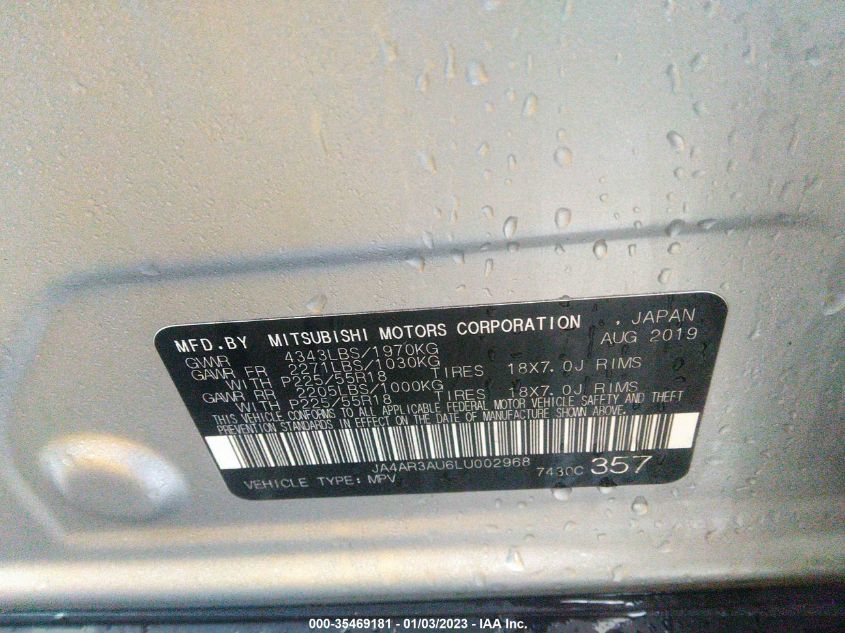 MFD.BY MITSUBISHI MOTORS CORPORATION , JAPAN
GVWR 4343LBS/1970KG AUG 2019
GAWR FR 2271LBS/1030KG
WITH P225/55R18 TIRES 18X7.0J RIMS
GAWR RR 2205LBS/1000KG
WITH P225/55R18 TIRES 18X7.0J RIMS
THIS VEHICLE CONFORMS TO ALL APPLICABLE FEDERAL MOTOR VEHICLE SAFETY AND THEFT
PREVENTION STANDARDS IN EFFECT ON THE DATE OF MANUFACTURE SHOWN ABOVE.
JA4AR3AU6LU002968 7430C 357
VEHICLE TYPE: MPV
000-35469181 - 01/03/2023 - IAA Inc.